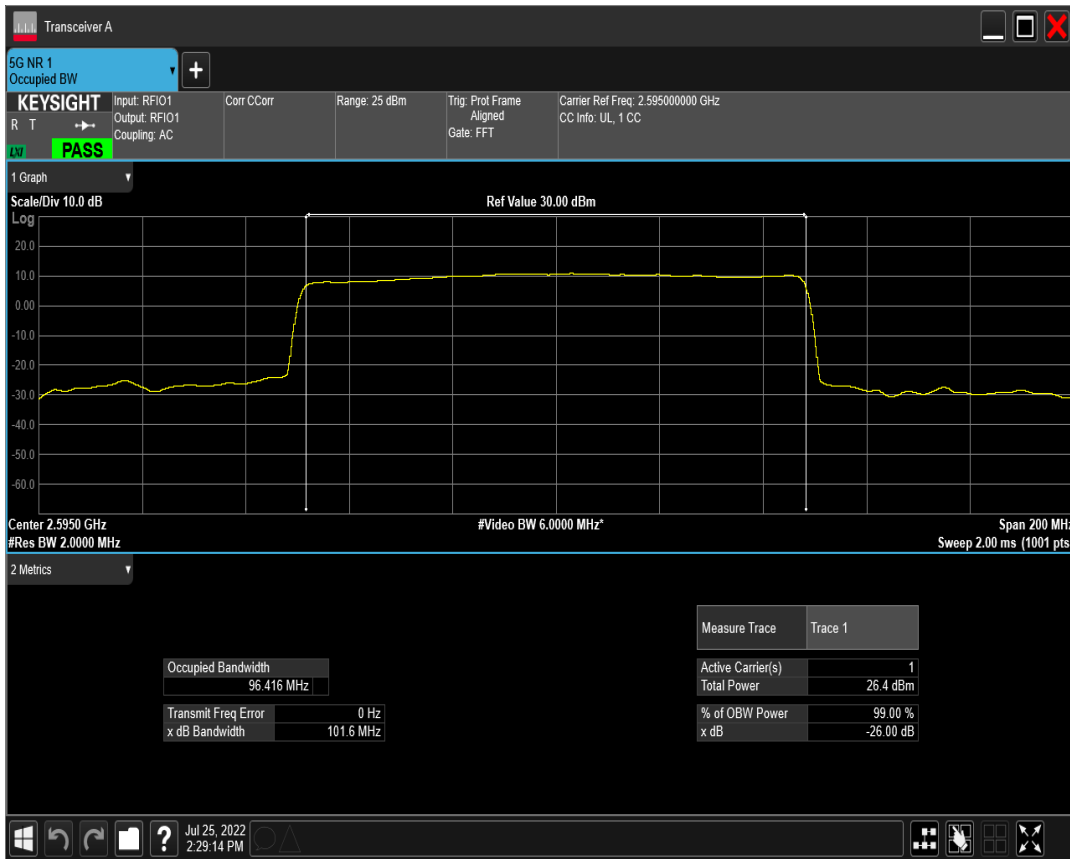 Transceiver A
5G NR 1
Occupied BW
KEYSIGHT
R T
LXI
PASS
Input: RFIO1
Output: RFIO1
Coupling: AC
Corr CCorr
Range: 25 dBm
Trig: Prot Frame
Aligned
Gate: FFT
Carrier Ref Freq: 2.595000000 GHz
CC Info: UL, 1 CC
1 Graph
Scale/Div 10.0 dB
Ref Value 30.00 dBm
Log
20.0
10.0
0.00
-10.0
-20.0
-30.0
-40.0
-50.0
-60.0
Center 2.5950 GHz
#Video BW 6.0000 MHz*
Span 200 MHz
#Res BW 2.0000 MHz
Sweep 2.00 ms (1001 pts
2 Metrics
Measure Trace Trace 1
Occupied Bandwidth
96.416 MHz
Active Carrier(s) 1
Total Power 26.4 dBm
Transmit Freq Error 0 Hz
x dB Bandwidth 101.6 MHz
% of OBW Power 99.00 %
x dB -26.00 dB
?
Jul 25, 2022
2:29:14 PM